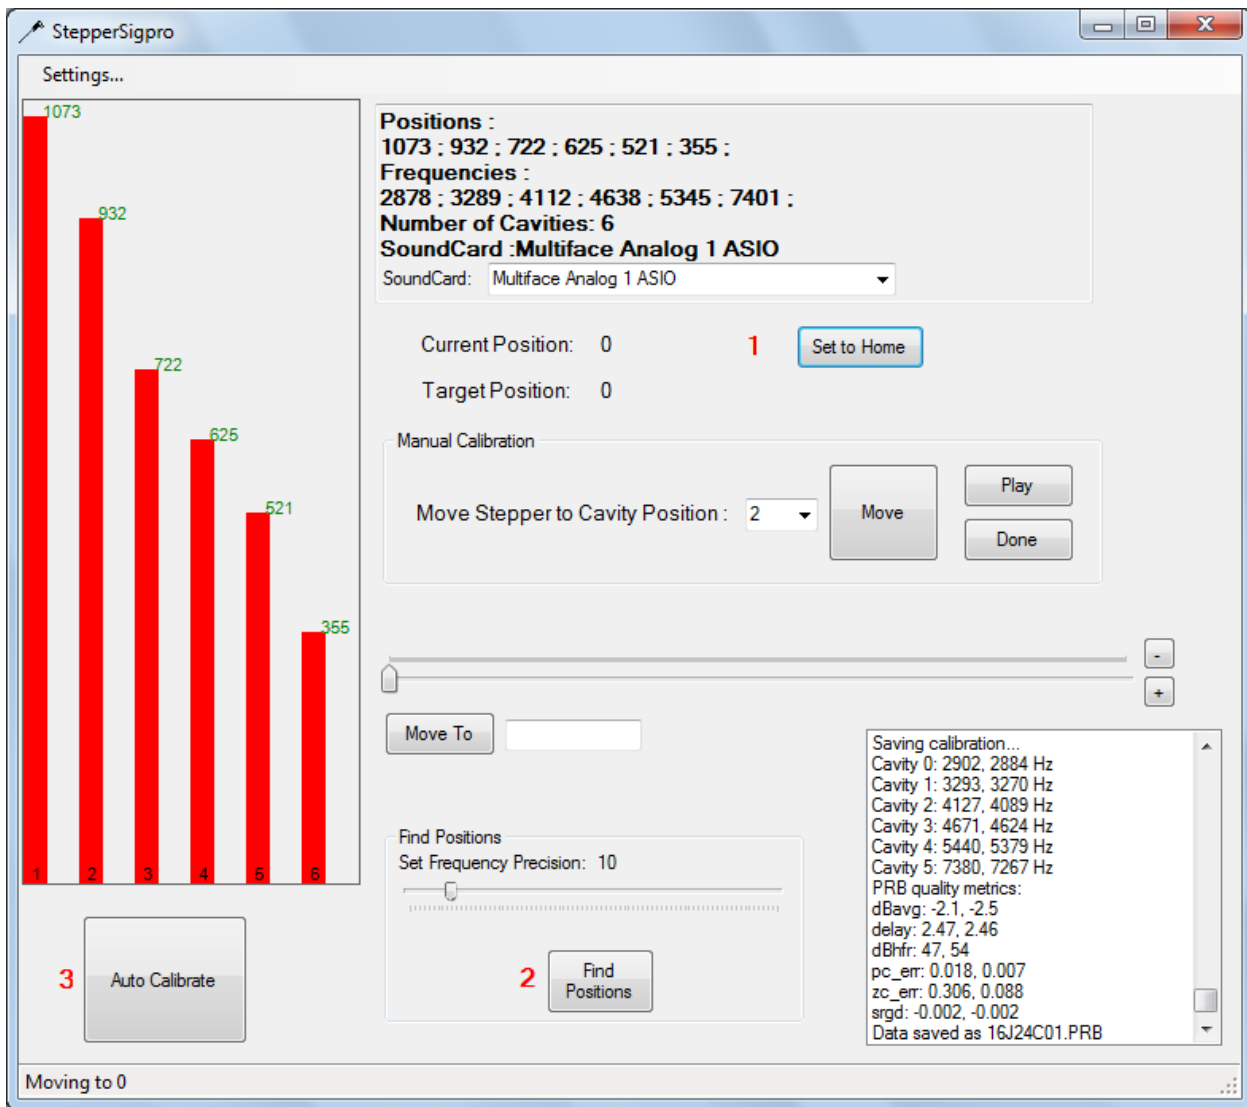 StepperSigpro
Settings...
1073
932
722
625
521
355
1 2 3 4 5 6
Positions :
1073 ; 932 ; 722 ; 625 ; 521 ; 355 ;
Frequencies :
2878 ; 3289 ; 4112 ; 4638 ; 5345 ; 7401 ;
Number of Cavities: 6
SoundCard :Multiface Analog 1 ASIO
SoundCard: Multiface Analog 1 ASIO
Current Position: 0 1 Set to Home
Target Position: 0
Manual Calibration
Move Stepper to Cavity Position : 2 Move
Play
Done
-
+
Move To
Find Positions
Set Frequency Precision: 10
2 Find
Positions
3 Auto Calibrate
Saving calibration...
Cavity 0: 2902, 2884 Hz
Cavity 1: 3293, 3270 Hz
Cavity 2: 4127, 4089 Hz
Cavity 3: 4671, 4624 Hz
Cavity 4: 5440, 5379 Hz
Cavity 5: 7380, 7267 Hz
PRB quality metrics:
dBavg: -2.1, -2.5
delay: 2.47, 2.46
dBhfr: 47, 54
pc_err: 0.018, 0.007
zc_err: 0.306, 0.088
srgd: -0.002, -0.002
Data saved as 16J24C01.PRB
Moving to 0